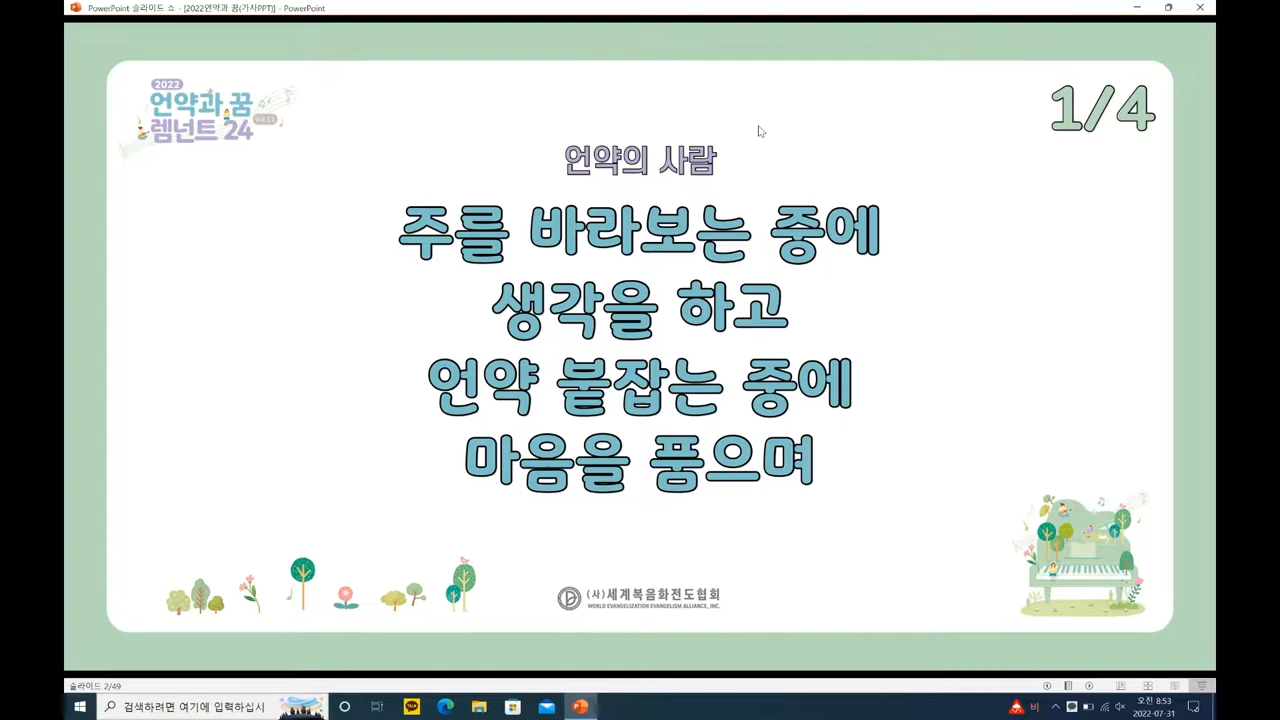 PowerPoint 슬라이드 쇼 - [2022언약과 꿈(가사PPT)] - PowerPoint
2022
언약과 꿈
렘넌트 24
Vol.11
1/4
언약의 사람
주를 바라보는 중에
생각을 하고
언약 붙잡는 중에
마음을 품으며
(사)세계복음화전도협회
WORLD EVANGELIZATION EVANGELISM ALLIANCE, INC.
슬라이드 2/49
검색하려면 여기에 입력하십시
오전 8:53
2022-07-31